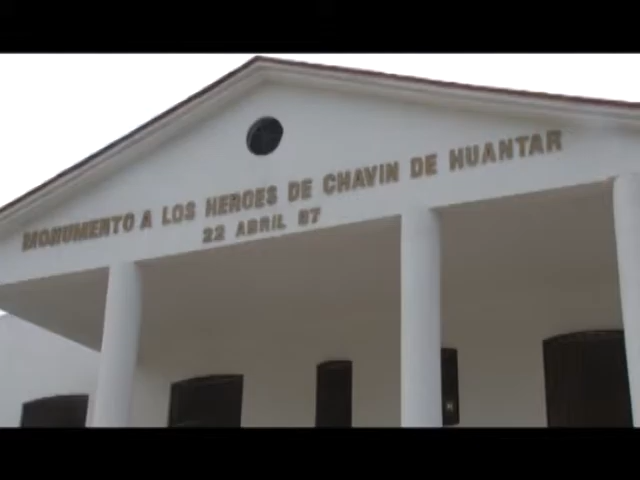 MONUMENTO A LOS HEROES DE CHAVIN DE HUANTAR
22 ABRIL 97